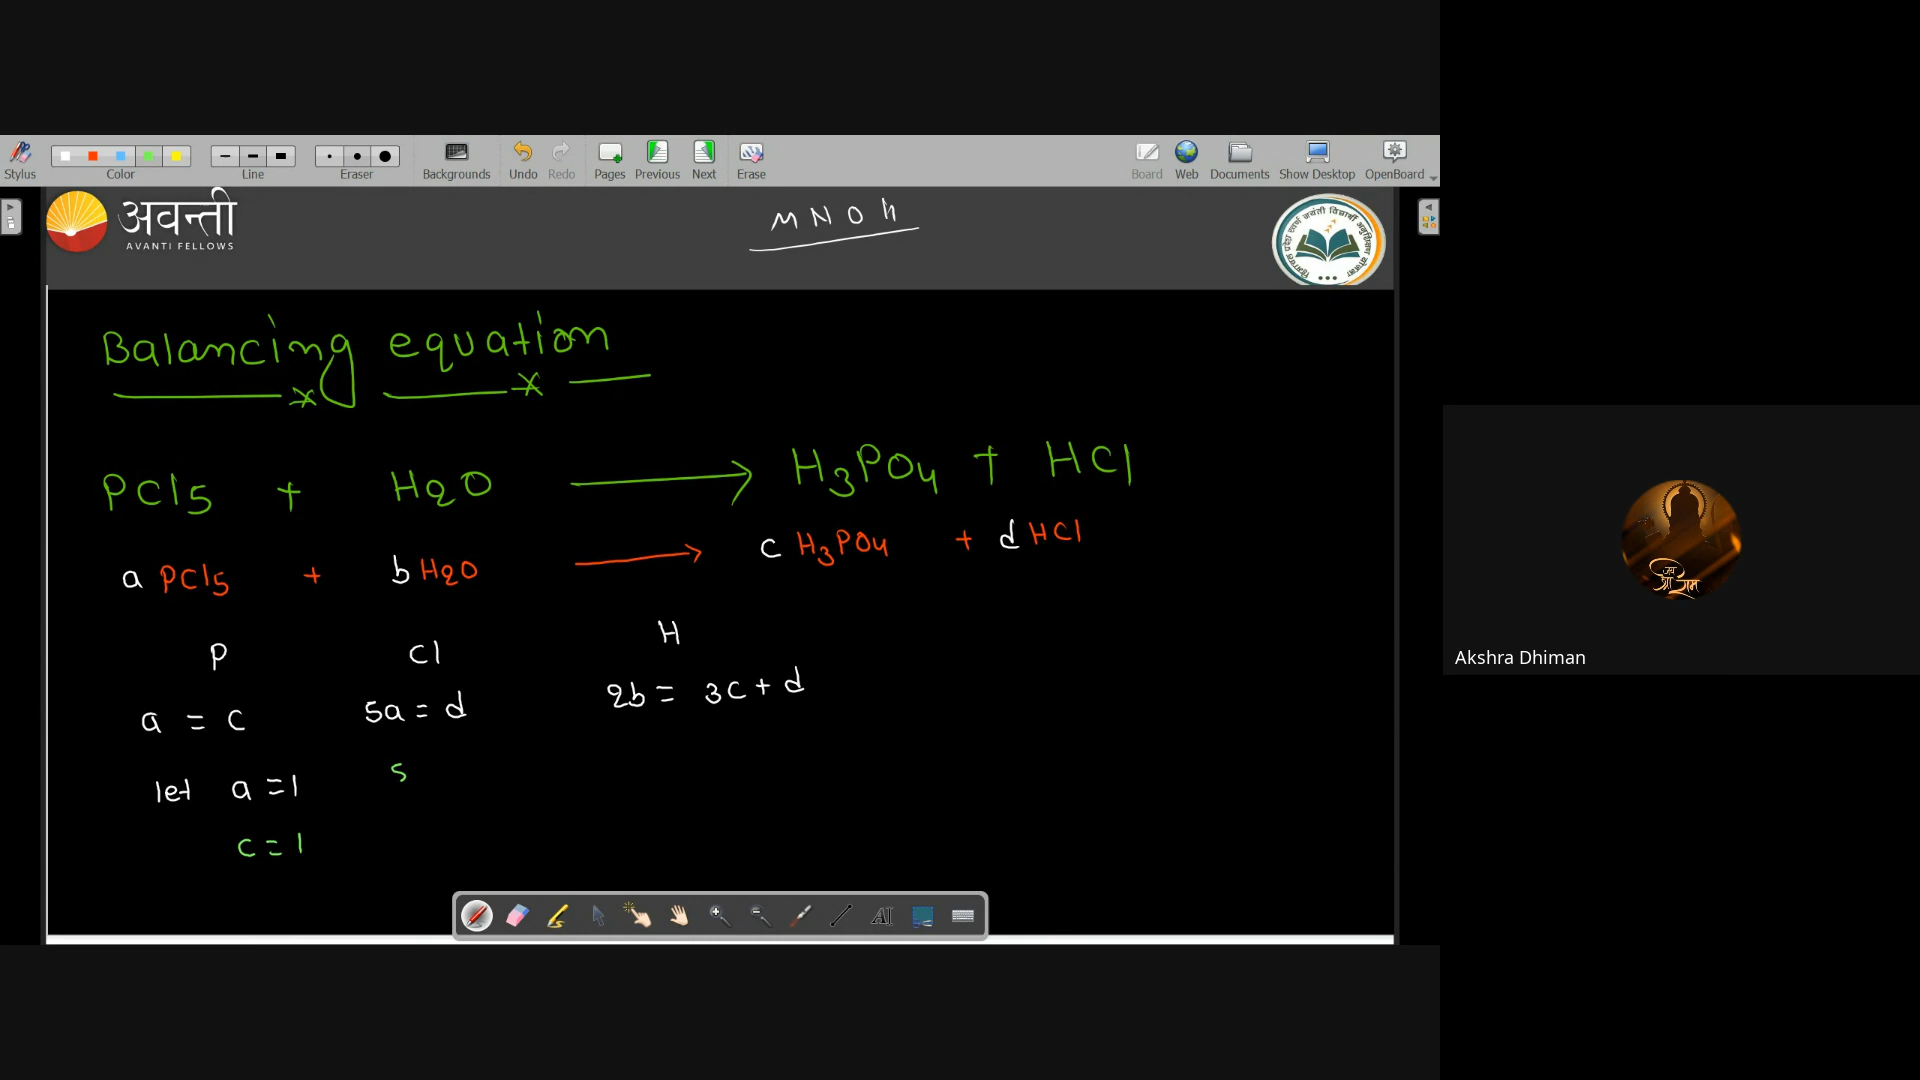 Stylus Color Line Eraser Backgrounds Undo Redo Pages Previous Next Erase Board Web Documents Show Desktop OpenBoard
अवन्ती
AVANTI FELLOWS
M N O H
Balancing equation
PCl5 + H2O → H3PO4 + HCl
a PCl5 + b H2O → c H3PO4 + d HCl
P Cl H
a = c 5a = d 2b = 3c + d
let a = 1 5
c = 1
जय
श्री राम
Akshra Dhiman